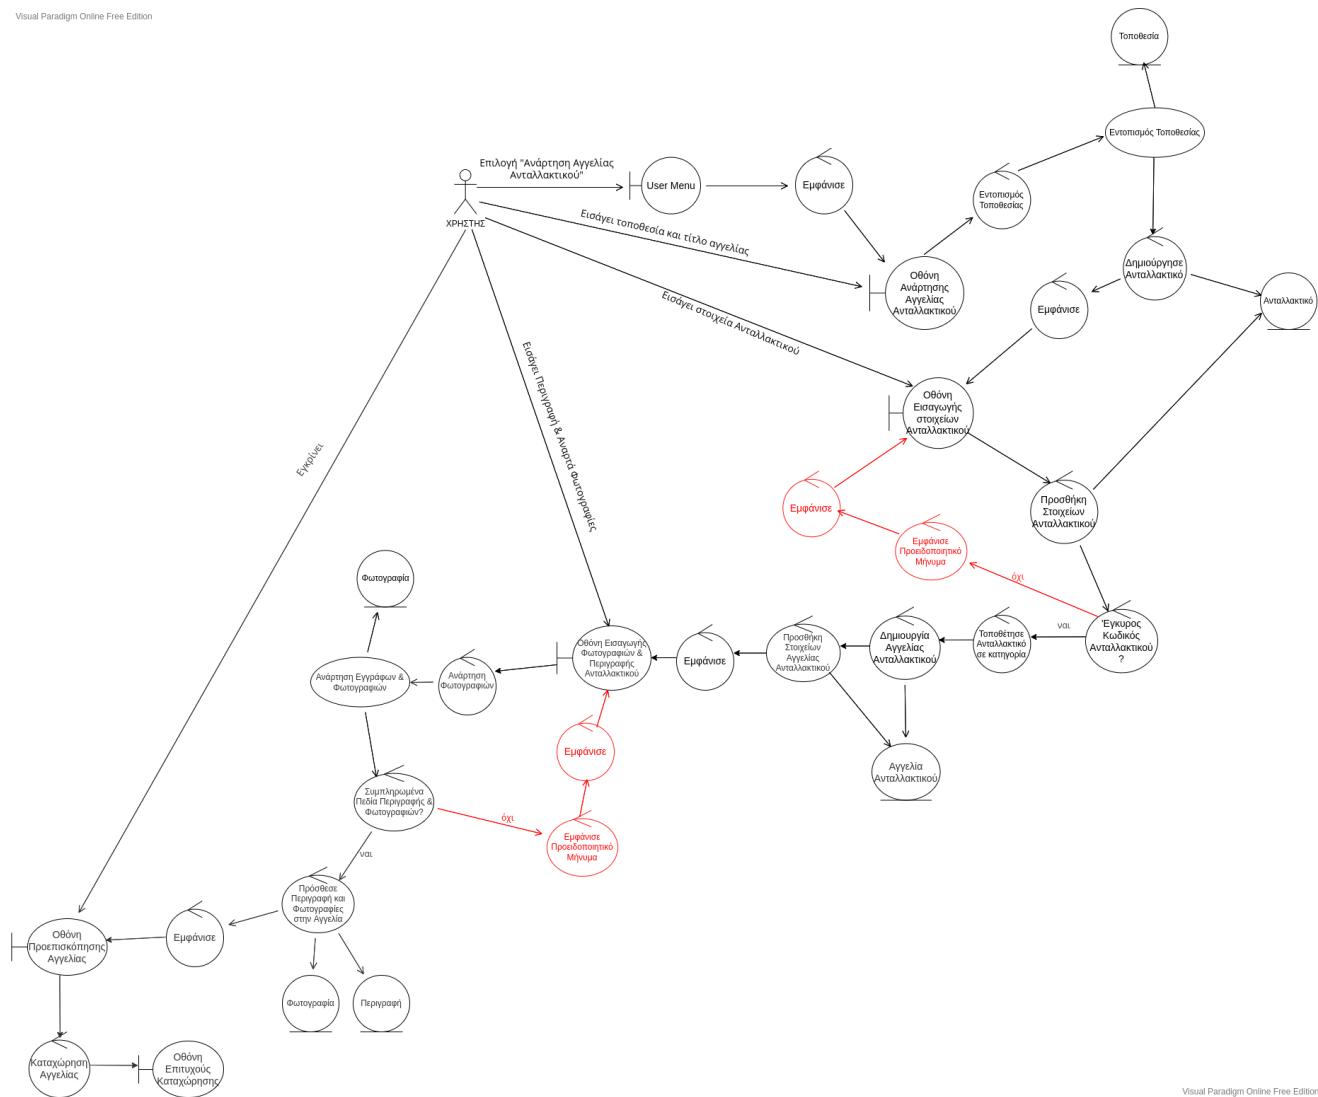 Visual Paradigm Online Free Edition
Τοποθεσία
Εντοπισμός Τοποθεσίας
Επιλογή "Ανάρτηση Αγγελίας
Ανταλλακτικού"
User Menu
Εμφάνισε
Εντοπισμός
Τοποθεσίας
ΧΡΗΣΤΗΣ
Εισάγει τοποθεσία και τίτλο αγγελίας
Οθόνη
Ανάρτησης
Αγγελίας
Ανταλλακτικού
Δημιούργησε
Ανταλλακτικό
Εμφάνισε
Ανταλλακτικό
Εισάγει στοιχεία Ανταλλακτικού
Εισάγει Περιγραφή & Αναρτά Φωτογραφίες
Οθόνη
Εισαγωγής
στοιχείων
Ανταλλακτικού
Εγκρίνει
Εμφάνισε
Προσθήκη
Στοιχείων
Ανταλλακτικού
Εμφάνισε
Προειδοποιητικό
Μήνυμα
όχι
Φωτογραφία
Έγκυρος
Κωδικός
Ανταλλακτικού
?
ναι
Τοποθέτησε
Ανταλλακτικό
σε κατηγορία
Δημιουργία
Αγγελίας
Ανταλλακτικού
Προσθήκη
Στοιχείων
Αγγελίας
Ανταλλακτικού
Εμφάνισε
Οθόνη Εισαγωγής
Φωτογραφιών &
Περιγραφής
Ανταλλακτικού
Ανάρτηση
Φωτογραφιών
Ανάρτηση Εγγράφων &
Φωτογραφιών
Εμφάνισε
Αγγελία
Ανταλλακτικού
Συμπληρωμένα
Πεδία Περιγραφής &
Φωτογραφιών?
όχι
Εμφάνισε
Προειδοποιητικό
Μήνυμα
ναι
Πρόσθεσε
Περιγραφή και
Φωτογραφίες
στην Αγγελία
Εμφάνισε
Οθόνη
Προεπισκόπησης
Αγγελίας
Φωτογραφία
Περιγραφή
Καταχώρηση
Αγγελίας
Οθόνη
Επιτυχούς
Καταχώρησης
Visual Paradigm Online Free Edition